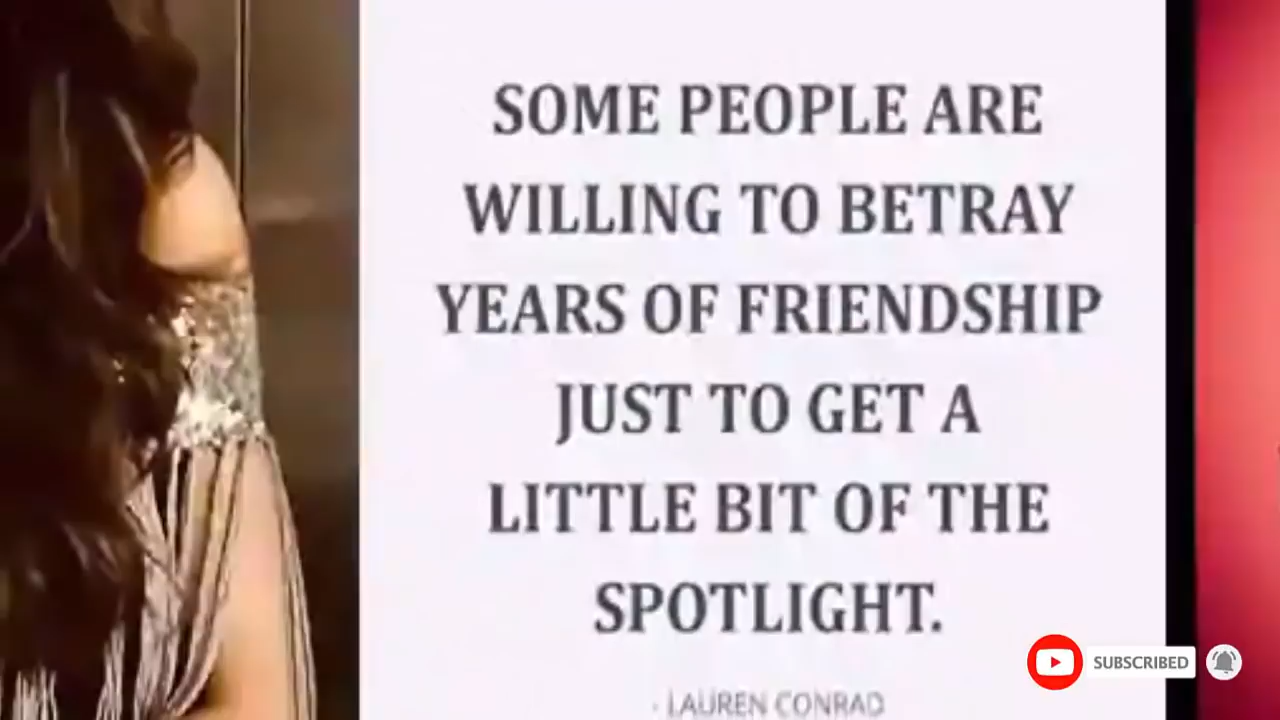 SOME PEOPLE ARE
WILLING TO BETRAY
YEARS OF FRIENDSHIP
JUST TO GET A
LITTLE BIT OF THE
SPOTLIGHT.
- LAUREN CONRAD
SUBSCRIBED